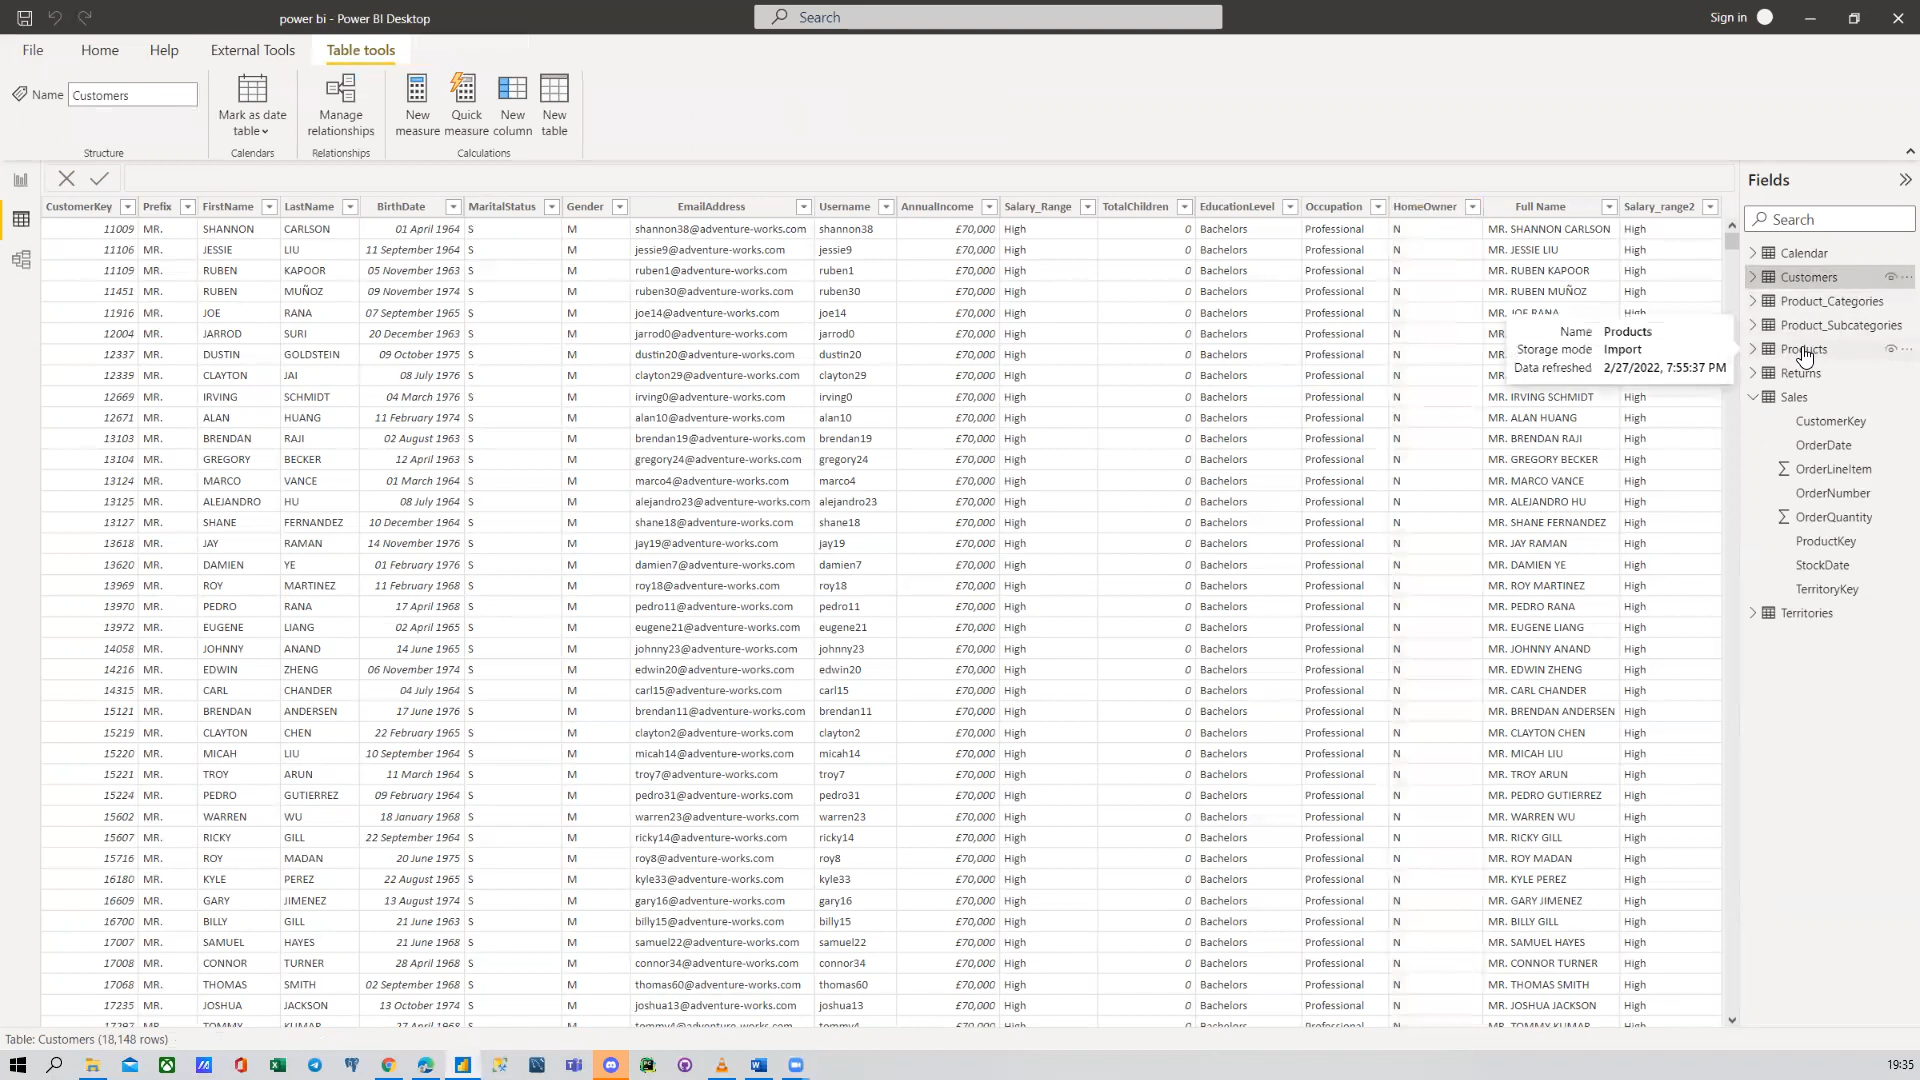 power bi - Power BI Desktop
Search
Sign in
File Home Help External Tools Table tools
Name Customers
Mark as date table
Manage relationships
New measure
Quick measure
New column
New table
Structure Calendars Relationships Calculations
CustomerKey Prefix FirstName LastName BirthDate MaritalStatus Gender EmailAddress Username AnnualIncome Salary_Range TotalChildren EducationLevel Occupation HomeOwner Full Name Salary_range2
11009 MR. SHANNON CARLSON 01 April 1964 S M shannon38@adventure-works.com shannon38 £70,000 High 0 Bachelors Professional N MR. SHANNON CARLSON High
11106 MR. JESSIE LIU 11 September 1964 S M jessie9@adventure-works.com jessie9 £70,000 High 0 Bachelors Professional N MR. JESSIE LIU High
11109 MR. RUBEN KAPOOR 05 November 1963 S M ruben1@adventure-works.com ruben1 £70,000 High 0 Bachelors Professional N MR. RUBEN KAPOOR High
11451 MR. RUBEN MUÑOZ 09 November 1974 S M ruben30@adventure-works.com ruben30 £70,000 High 0 Bachelors Professional N MR. RUBEN MUÑOZ High
11916 MR. JOE RANA 07 September 1965 S M joe14@adventure-works.com joe14 £70,000 High 0 Bachelors Professional N MR. JOE RANA High
12004 MR. JARROD SURI 20 December 1963 S M jarrod0@adventure-works.com jarrod0 £70,000 High 0 Bachelors Professional N MR.
12337 MR. DUSTIN GOLDSTEIN 09 October 1975 S M dustin20@adventure-works.com dustin20 £70,000 High 0 Bachelors Professional N MR.
12339 MR. CLAYTON JAI 08 July 1976 S M clayton29@adventure-works.com clayton29 £70,000 High 0 Bachelors Professional N MR.
12669 MR. IRVING SCHMIDT 04 March 1976 S M irving0@adventure-works.com irving0 £70,000 High 0 Bachelors Professional N MR. IRVING SCHMIDT High
12671 MR. ALAN HUANG 11 February 1974 S M alan10@adventure-works.com alan10 £70,000 High 0 Bachelors Professional N MR. ALAN HUANG High
13103 MR. BRENDAN RAJI 02 August 1963 S M brendan19@adventure-works.com brendan19 £70,000 High 0 Bachelors Professional N MR. BRENDAN RAJI High
13104 MR. GREGORY BECKER 12 April 1963 S M gregory24@adventure-works.com gregory24 £70,000 High 0 Bachelors Professional N MR. GREGORY BECKER High
13124 MR. MARCO VANCE 01 March 1964 S M marco4@adventure-works.com marco4 £70,000 High 0 Bachelors Professional N MR. MARCO VANCE High
13125 MR. ALEJANDRO HU 08 July 1964 S M alejandro23@adventure-works.com alejandro23 £70,000 High 0 Bachelors Professional N MR. ALEJANDRO HU High
13127 MR. SHANE FERNANDEZ 10 December 1964 S M shane18@adventure-works.com shane18 £70,000 High 0 Bachelors Professional N MR. SHANE FERNANDEZ High
13618 MR. JAY RAMAN 14 November 1976 S M jay19@adventure-works.com jay19 £70,000 High 0 Bachelors Professional N MR. JAY RAMAN High
13620 MR. DAMIEN YE 01 February 1976 S M damien7@adventure-works.com damien7 £70,000 High 0 Bachelors Professional N MR. DAMIEN YE High
13969 MR. ROY MARTINEZ 11 February 1968 S M roy18@adventure-works.com roy18 £70,000 High 0 Bachelors Professional N MR. ROY MARTINEZ High
13970 MR. PEDRO RANA 17 April 1968 S M pedro11@adventure-works.com pedro11 £70,000 High 0 Bachelors Professional N MR. PEDRO RANA High
13972 MR. EUGENE LIANG 02 April 1965 S M eugene21@adventure-works.com eugene21 £70,000 High 0 Bachelors Professional N MR. EUGENE LIANG High
14058 MR. JOHNNY ANAND 14 June 1965 S M johnny23@adventure-works.com johnny23 £70,000 High 0 Bachelors Professional N MR. JOHNNY ANAND High
14216 MR. EDWIN ZHENG 06 November 1974 S M edwin20@adventure-works.com edwin20 £70,000 High 0 Bachelors Professional N MR. EDWIN ZHENG High
14315 MR. CARL CHANDER 04 July 1964 S M carl15@adventure-works.com carl15 £70,000 High 0 Bachelors Professional N MR. CARL CHANDER High
15121 MR. BRENDAN ANDERSEN 17 June 1976 S M brendan11@adventure-works.com brendan11 £70,000 High 0 Bachelors Professional N MR. BRENDAN ANDERSEN High
15219 MR. CLAYTON CHEN 22 February 1965 S M clayton2@adventure-works.com clayton2 £70,000 High 0 Bachelors Professional N MR. CLAYTON CHEN High
15220 MR. MICAH LIU 10 September 1964 S M micah14@adventure-works.com micah14 £70,000 High 0 Bachelors Professional N MR. MICAH LIU High
15221 MR. TROY ARUN 11 March 1964 S M troy7@adventure-works.com troy7 £70,000 High 0 Bachelors Professional N MR. TROY ARUN High
15224 MR. PEDRO GUTIERREZ 09 February 1964 S M pedro31@adventure-works.com pedro31 £70,000 High 0 Bachelors Professional N MR. PEDRO GUTIERREZ High
15602 MR. WARREN WU 18 January 1968 S M warren23@adventure-works.com warren23 £70,000 High 0 Bachelors Professional N MR. WARREN WU High
15607 MR. RICKY GILL 22 September 1964 S M ricky14@adventure-works.com ricky14 £70,000 High 0 Bachelors Professional N MR. RICKY GILL High
15716 MR. ROY MADAN 20 June 1975 S M roy8@adventure-works.com roy8 £70,000 High 0 Bachelors Professional N MR. ROY MADAN High
16180 MR. KYLE PEREZ 22 August 1965 S M kyle33@adventure-works.com kyle33 £70,000 High 0 Bachelors Professional N MR. KYLE PEREZ High
16609 MR. GARY JIMENEZ 13 August 1974 S M gary16@adventure-works.com gary16 £70,000 High 0 Bachelors Professional N MR. GARY JIMENEZ High
16700 MR. BILLY GILL 21 June 1963 S M billy15@adventure-works.com billy15 £70,000 High 0 Bachelors Professional N MR. BILLY GILL High
17007 MR. SAMUEL HAYES 21 June 1968 S M samuel22@adventure-works.com samuel22 £70,000 High 0 Bachelors Professional N MR. SAMUEL HAYES High
17008 MR. CONNOR TURNER 28 April 1968 S M connor34@adventure-works.com connor34 £70,000 High 0 Bachelors Professional N MR. CONNOR TURNER High
17068 MR. THOMAS SMITH 02 September 1968 S M thomas60@adventure-works.com thomas60 £70,000 High 0 Bachelors Professional N MR. THOMAS SMITH High
17235 MR. JOSHUA JACKSON 13 October 1974 S M joshua13@adventure-works.com joshua13 £70,000 High 0 Bachelors Professional N MR. JOSHUA JACKSON High
17297 MR. TOMMY KUMAR 27 April 1968 S M tommy4@adventure-works.com tommy4 £70,000 High 0 Bachelors Professional N MR. TOMMY KUMAR High
Name Products
Storage mode Import
Data refreshed 2/27/2022, 7:55:37 PM
Fields
Search
Calendar
Customers
Product_Categories
Product_Subcategories
Products
Returns
Sales
CustomerKey
OrderDate
∑ OrderLineItem
OrderNumber
∑ OrderQuantity
ProductKey
StockDate
TerritoryKey
Territories
Table: Customers (18,148 rows)
19:35